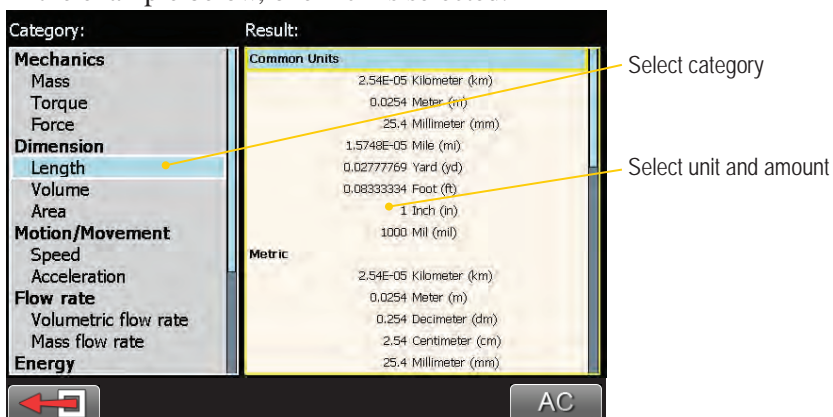 Category:
Mechanics
Mass
Torque
Force
Dimension
Length
Volume
Area
Motion/Movement
Speed
Acceleration
Flow rate
Volumetric flow rate
Mass flow rate
Energy
Result:
Common Units
2.54E-05 Kilometer (km)
0.0254 Meter (m)
25.4 Millimeter (mm)
1.5748E-05 Mile (mi)
0.02777769 Yard (yd)
0.08333334 Foot (ft)
1 Inch (in)
1000 Mil (mil)
Metric
2.54E-05 Kilometer (km)
0.0254 Meter (m)
0.254 Decimeter (dm)
2.54 Centimeter (cm)
25.4 Millimeter (mm)
AC
Select category
Select unit and amount